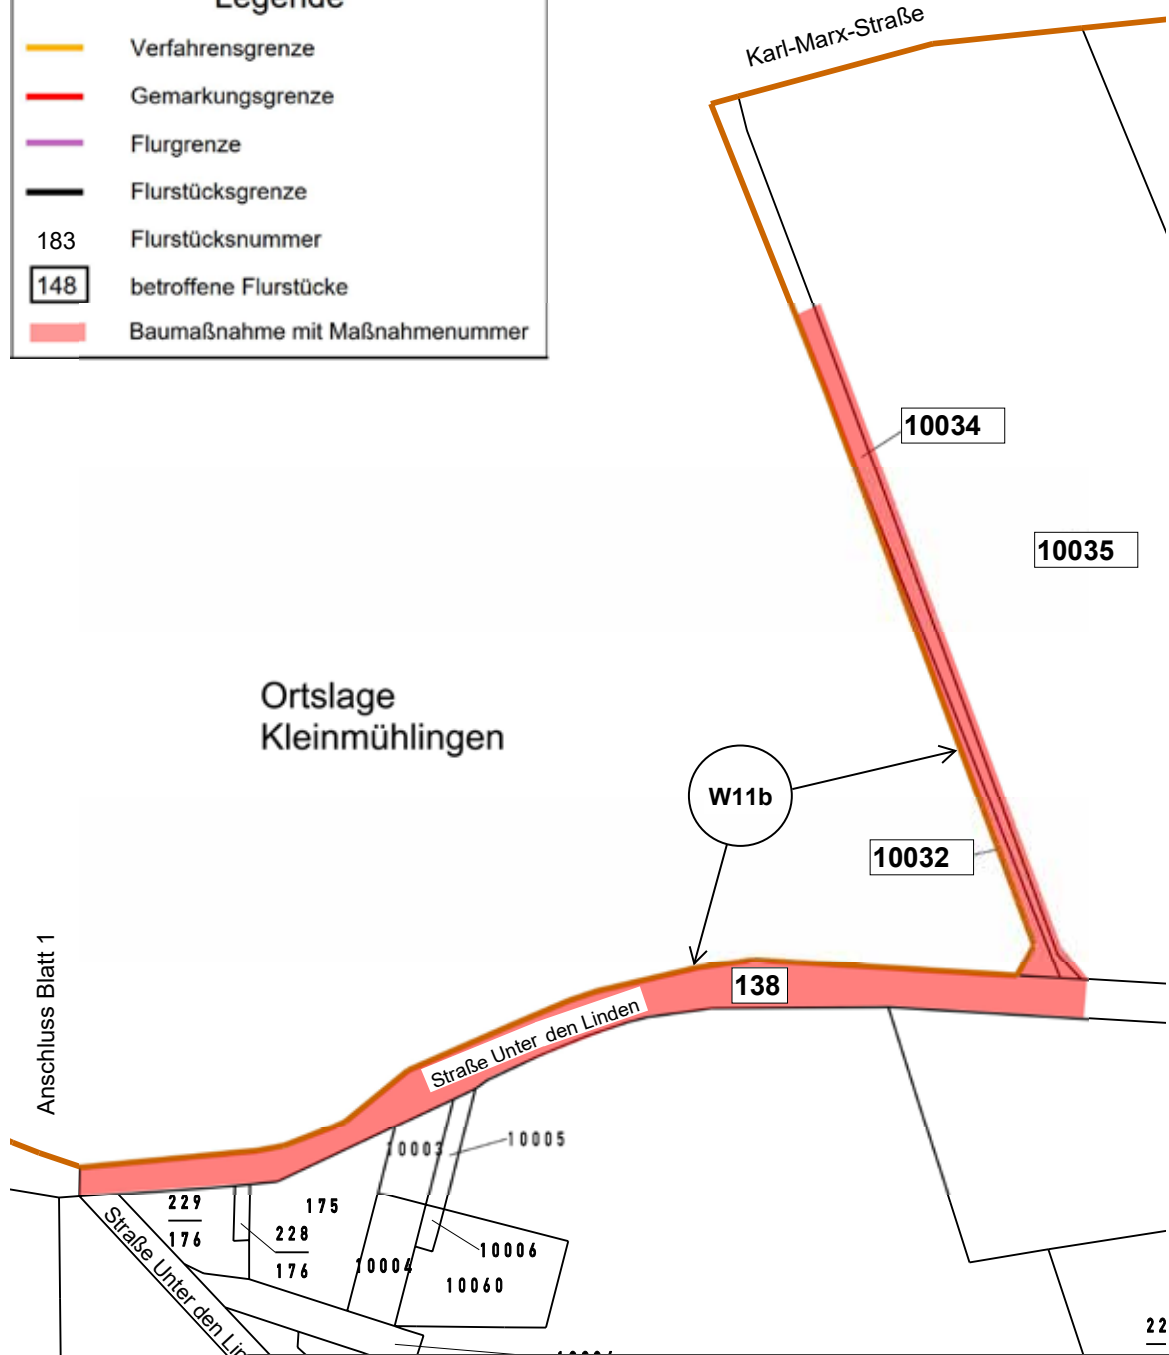 Legende
Verfahrensgrenze
Gemarkungsgrenze
Flurgrenze
Flurstücksgrenze
183 Flurstücksnummer
148 betroffene Flurstücke
Baumaßnahme mit Maßnahmenummer
Karl-Marx-Straße
10034
10035
Ortslage
Kleinmühlingen
W11b
10032
138
Anschluss Blatt 1
Straße Unter den Linden
10003
10005
229
176
175
228
176
10004
10006
10060
Straße Unter den Lin
22